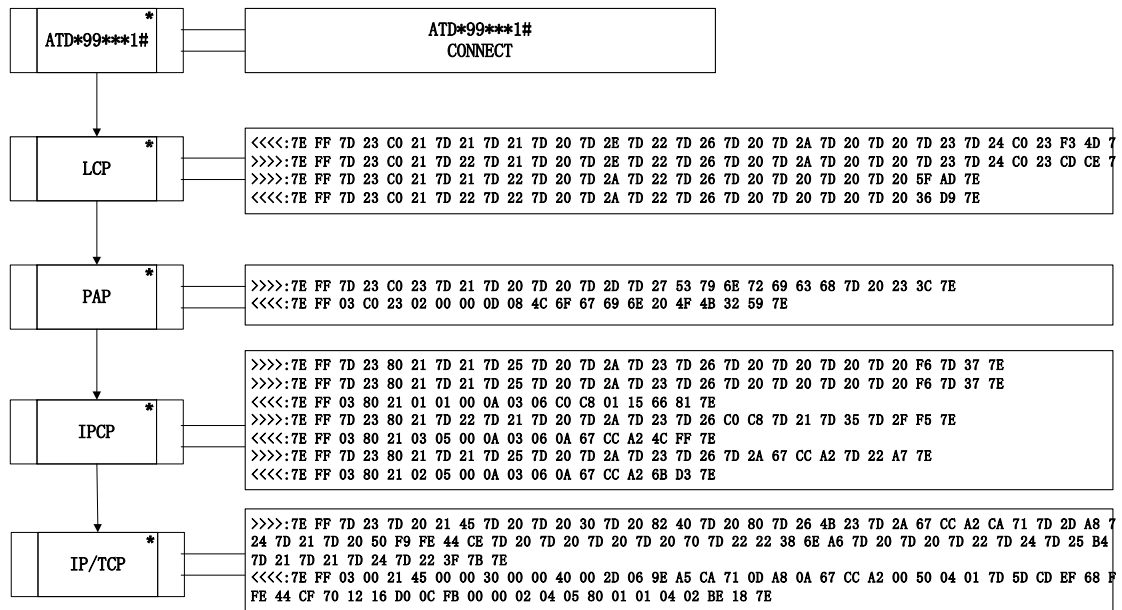 *
ATD*99***1#
ATD*99***1#
CONNECT
*
LCP
<<<<:7E FF 7D 23 C0 21 7D 21 7D 21 7D 20 7D 2E 7D 22 7D 26 7D 20 7D 2A 7D 20 7D 20 7D 23 7D 24 C0 23 F3 4D 7
>>>>:7E FF 7D 23 C0 21 7D 22 7D 21 7D 20 7D 2E 7D 22 7D 26 7D 20 7D 2A 7D 20 7D 20 7D 23 7D 24 C0 23 CD CE 7
>>>>:7E FF 7D 23 C0 21 7D 21 7D 22 7D 20 7D 2A 7D 22 7D 26 7D 20 7D 20 7D 20 7D 20 5F AD 7E
<<<<:7E FF 7D 23 C0 21 7D 22 7D 22 7D 20 7D 2A 7D 22 7D 26 7D 20 7D 20 7D 20 7D 20 36 D9 7E
*
PAP
>>>>:7E FF 7D 23 C0 23 7D 21 7D 20 7D 20 7D 2D 7D 27 53 79 6E 72 69 63 68 7D 20 23 3C 7E
<<<<:7E FF 03 C0 23 02 00 00 0D 08 4C 6F 67 69 6E 20 4F 4B 32 59 7E
*
IPCP
>>>>:7E FF 7D 23 80 21 7D 21 7D 25 7D 20 7D 2A 7D 23 7D 26 7D 20 7D 20 7D 20 7D 20 F6 7D 37 7E
>>>>:7E FF 7D 23 80 21 7D 21 7D 25 7D 20 7D 2A 7D 23 7D 26 7D 20 7D 20 7D 20 7D 20 F6 7D 37 7E
<<<<:7E FF 03 80 21 01 01 00 0A 03 06 C0 C8 01 15 66 81 7E
>>>>:7E FF 7D 23 80 21 7D 22 7D 21 7D 20 7D 2A 7D 23 7D 26 C0 C8 7D 21 7D 35 7D 2F F5 7E
<<<<:7E FF 03 80 21 03 05 00 0A 03 06 0A 67 CC A2 4C FF 7E
>>>>:7E FF 7D 23 80 21 7D 21 7D 25 7D 20 7D 2A 7D 23 7D 26 7D 2A 67 CC A2 7D 22 A7 7E
<<<<:7E FF 03 80 21 02 05 00 0A 03 06 0A 67 CC A2 6B D3 7E
*
IP/TCP
>>>>:7E FF 7D 23 7D 20 21 45 7D 20 7D 20 30 7D 20 82 40 7D 20 80 7D 26 4B 23 7D 2A 67 CC A2 CA 71 7D 2D A8 7
24 7D 21 7D 20 50 F9 FE 44 CE 7D 20 7D 20 7D 20 7D 20 70 7D 22 22 38 6E A6 7D 20 7D 20 7D 22 7D 24 7D 25 B4
7D 21 7D 21 7D 24 7D 22 3F 7B 7E
<<<<:7E FF 03 00 21 45 00 00 30 00 00 40 00 2D 06 9E A5 CA 71 0D A8 0A 67 CC A2 00 50 04 01 7D 5D CD EF 68 F
FE 44 CF 70 12 16 D0 0C FB 00 00 02 04 05 80 01 01 04 02 BE 18 7E